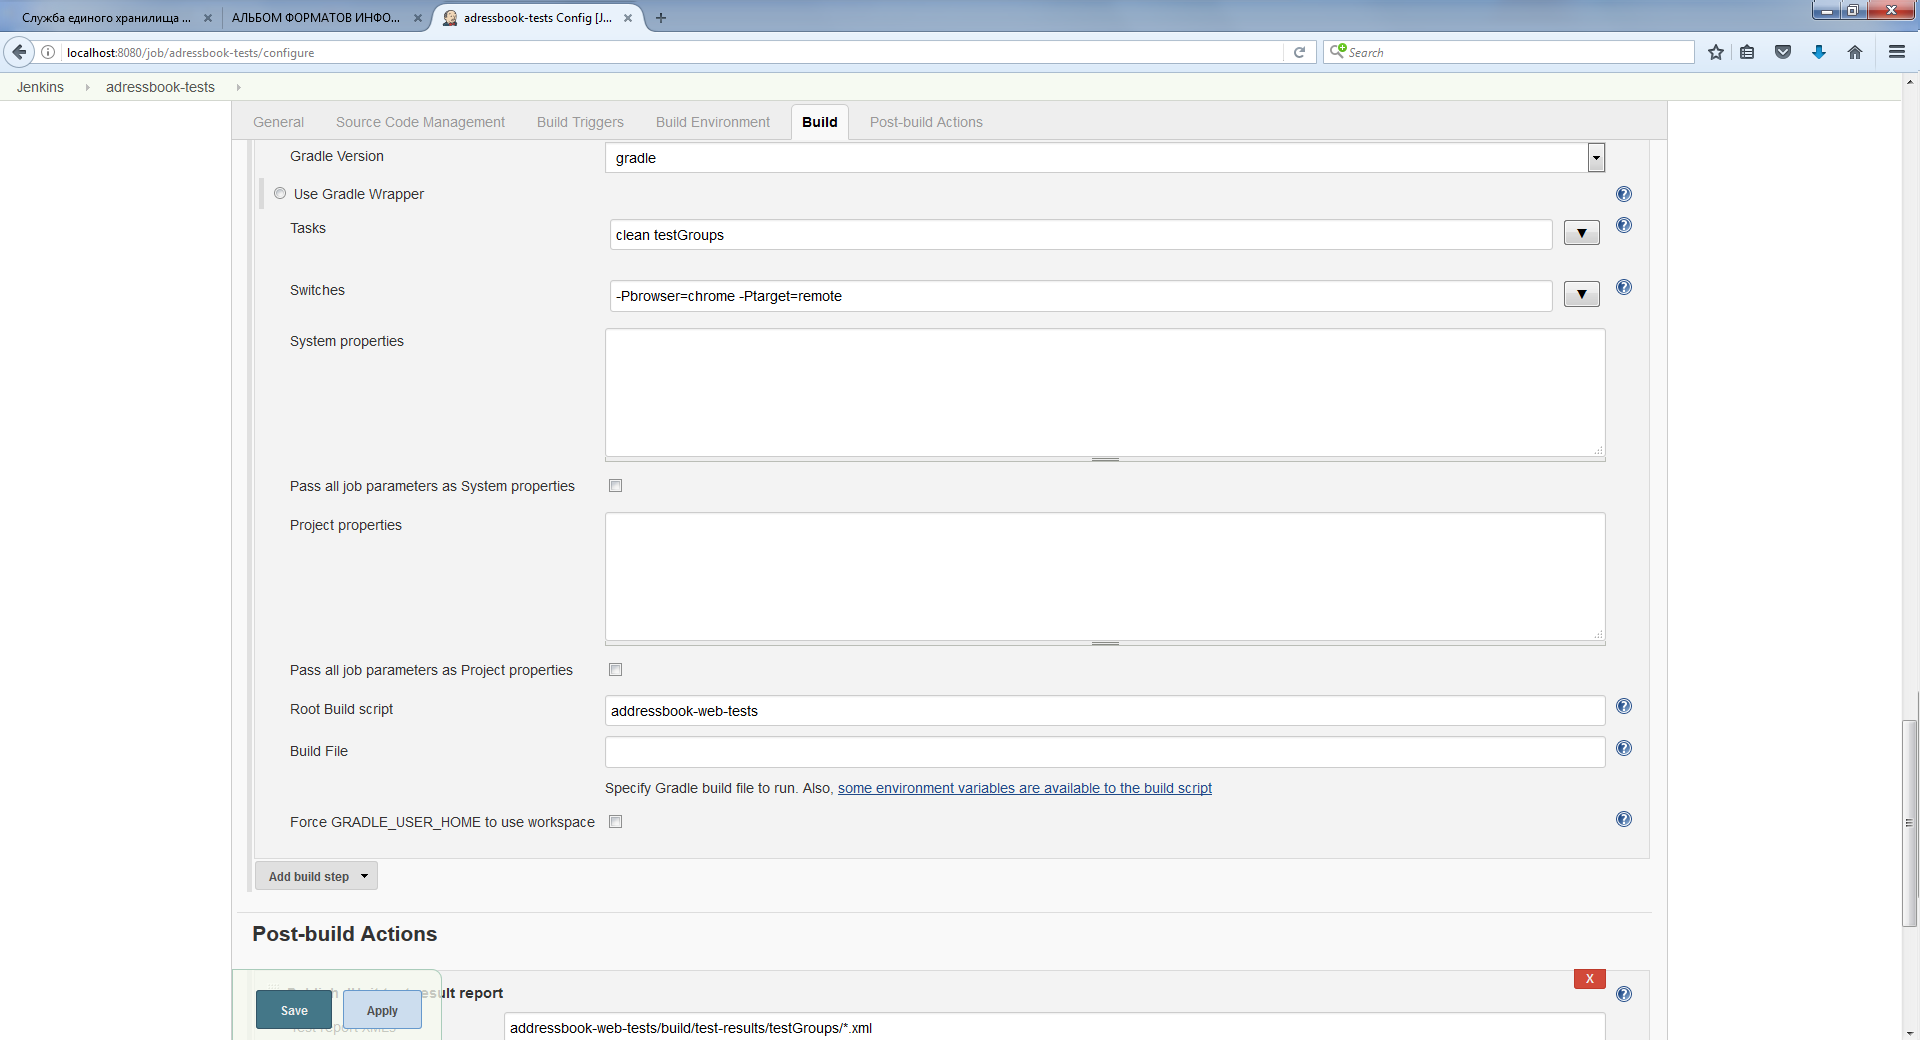 Служба единого хранилища ...
АЛЬБОМ ФОРМАТОВ ИНФО...
adressbook-tests Config [J...
localhost:8080/job/adressbook-tests/configure
Search
Jenkins
adressbook-tests
General
Source Code Management
Build Triggers
Build Environment
Build
Post-build Actions
Gradle Version
gradle
Use Gradle Wrapper
Tasks
clean testGroups
Switches
-Pbrowser=chrome -Ptarget=remote
System properties
Pass all job parameters as System properties
Project properties
Pass all job parameters as Project properties
Root Build script
addressbook-web-tests
Build File
Specify Gradle build file to run. Also, some environment variables are available to the build script
Force GRADLE_USER_HOME to use workspace
Add build step
Post-build Actions
X
report
Save
Apply
addressbook-web-tests/build/test-results/testGroups/*.xml